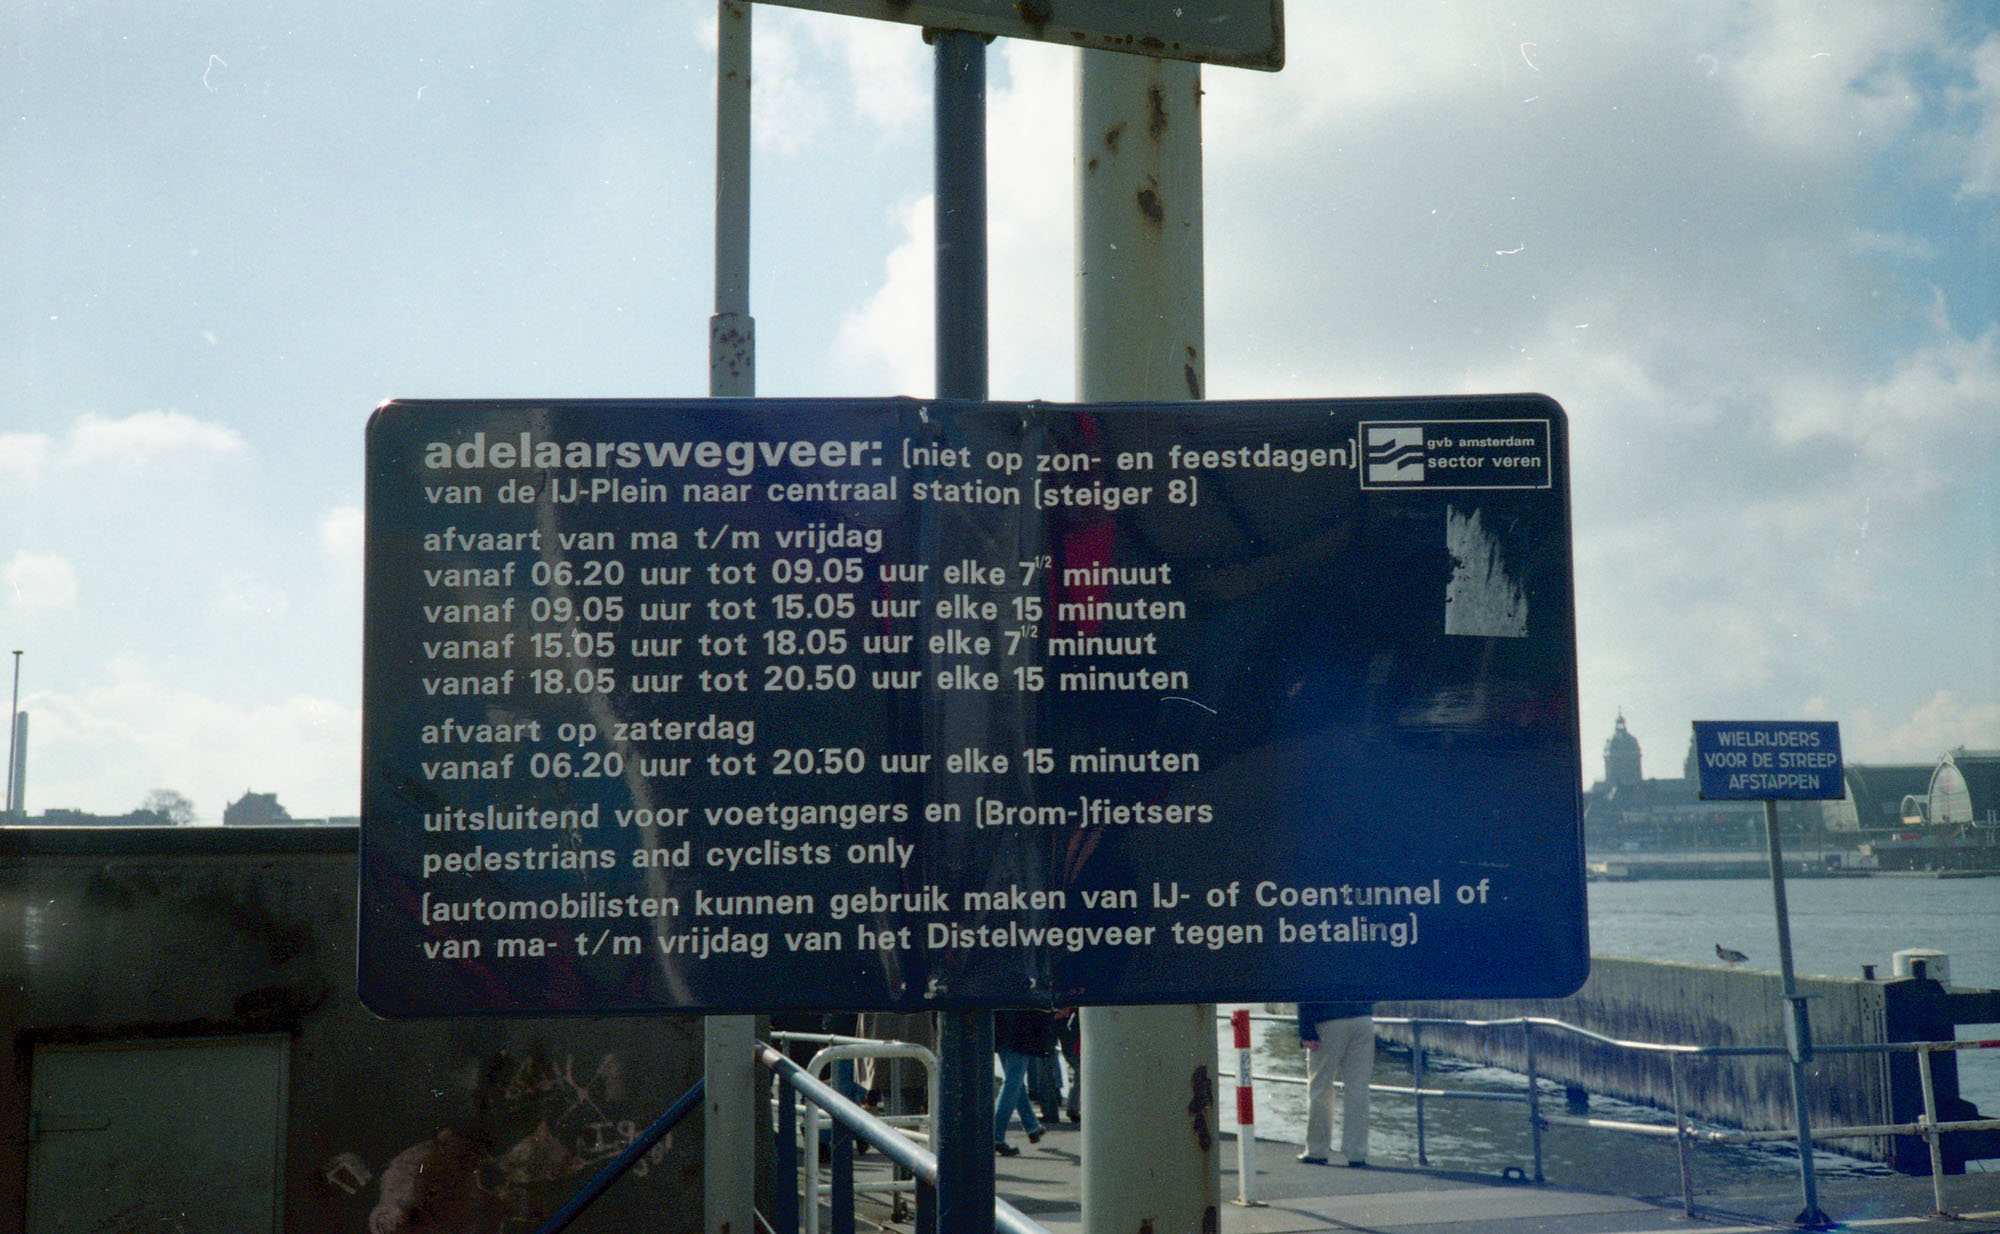 adelaarswegveer: (niet op zon- en feestdagen)
gvb amsterdam
sector veren
van de IJ-Plein naar centraal station (steiger 8)
afvaart van ma t/m vrijdag
vanaf 06.20 uur tot 09.05 uur elke 7 1/2 minuut
vanaf 09.05 uur tot 15.05 uur elke 15 minuten
vanaf 15.05 uur tot 18.05 uur elke 7 1/2 minuut
vanaf 18.05 uur tot 20.50 uur elke 15 minuten
afvaart op zaterdag
vanaf 06.20 uur tot 20.50 uur elke 15 minuten
uitsluitend voor voetgangers en (Brom-)fietsers
pedestrians and cyclists only
(automobilisten kunnen gebruik maken van IJ- of Coentunnel of
van ma- t/m vrijdag van het Distelwegveer tegen betaling)
WIELRIJDERS
VOOR DE STREEP
AFSTAPPEN